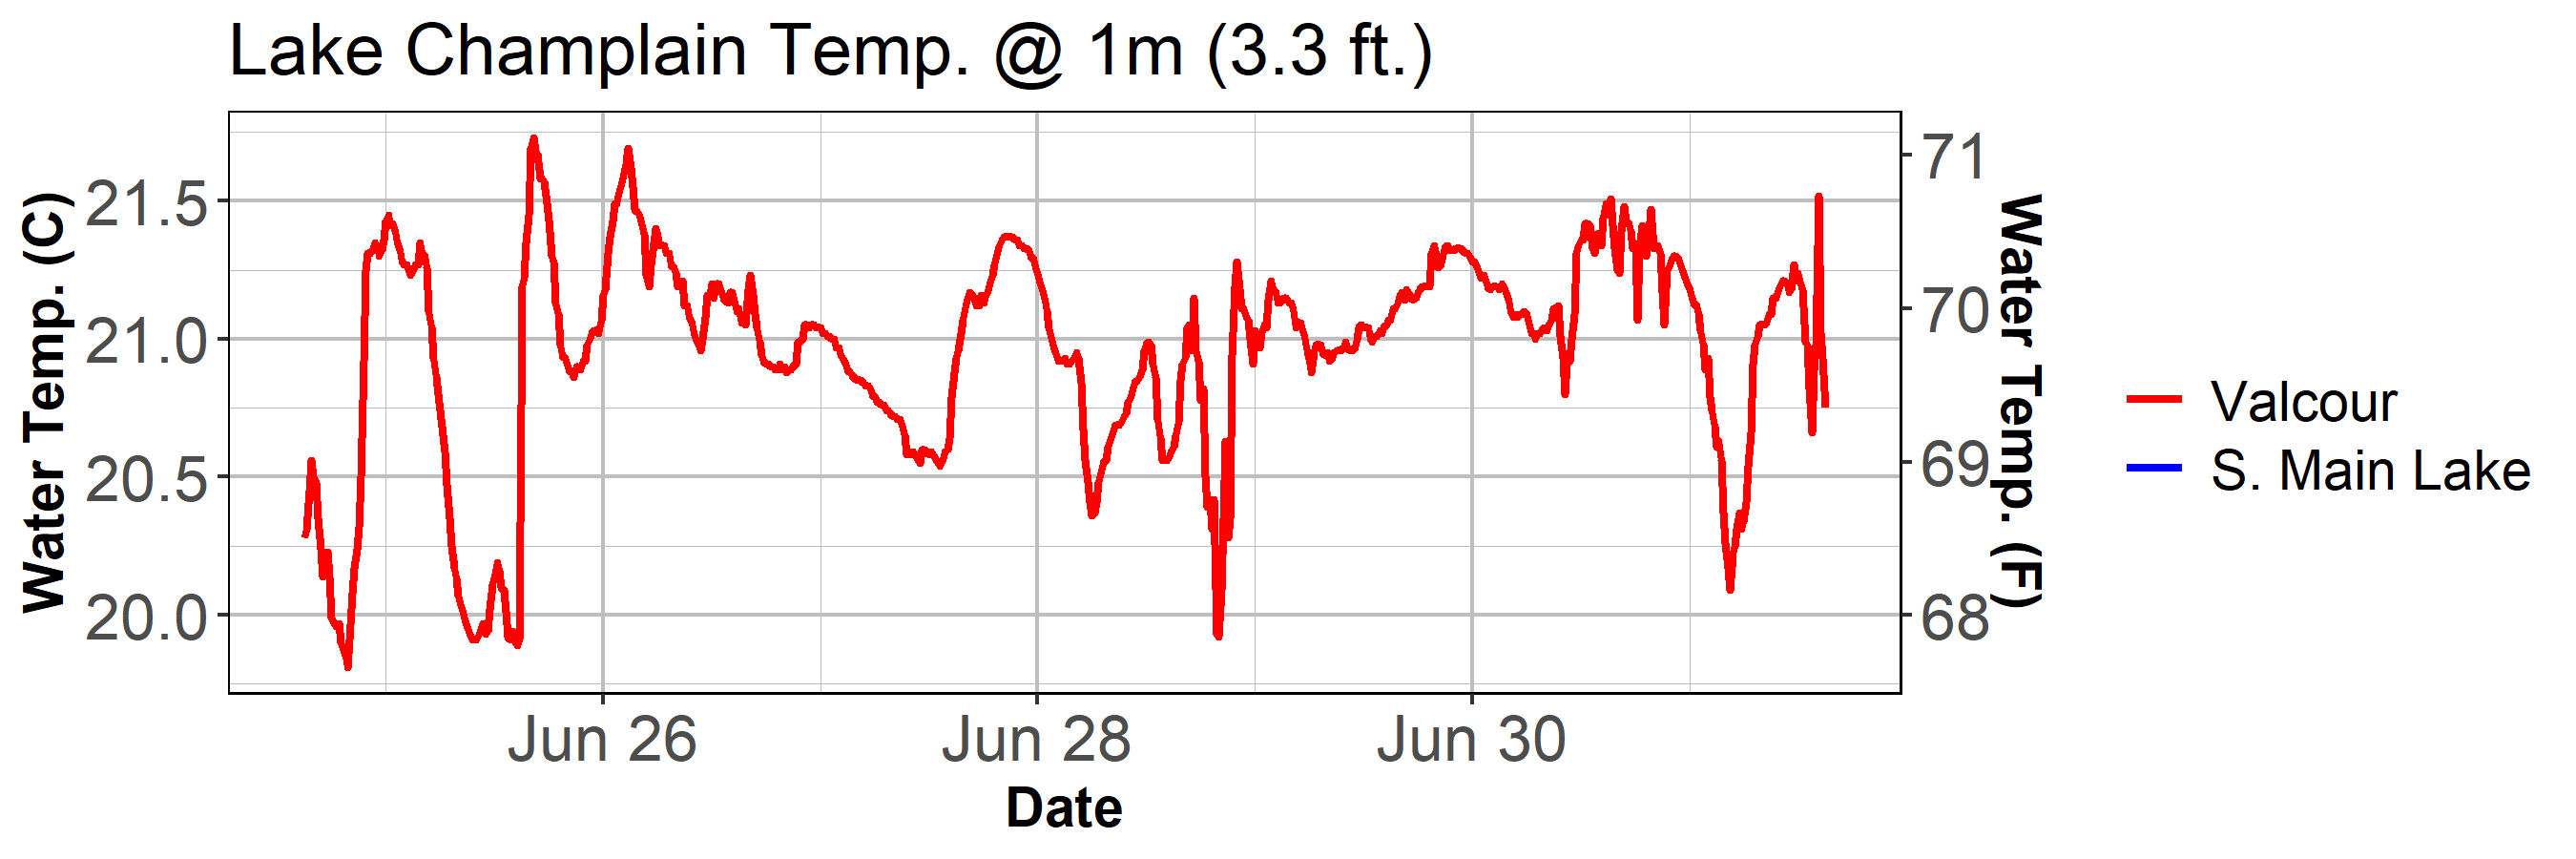 Lake Champlain Temp. @ 1m (3.3 ft.)
Water Temp. (C)
21.5
21.0
20.5
20.0
71
70
69
68
Water Temp. (F)
Jun 26
Jun 28
Jun 30
Date
Valcour
S. Main Lake